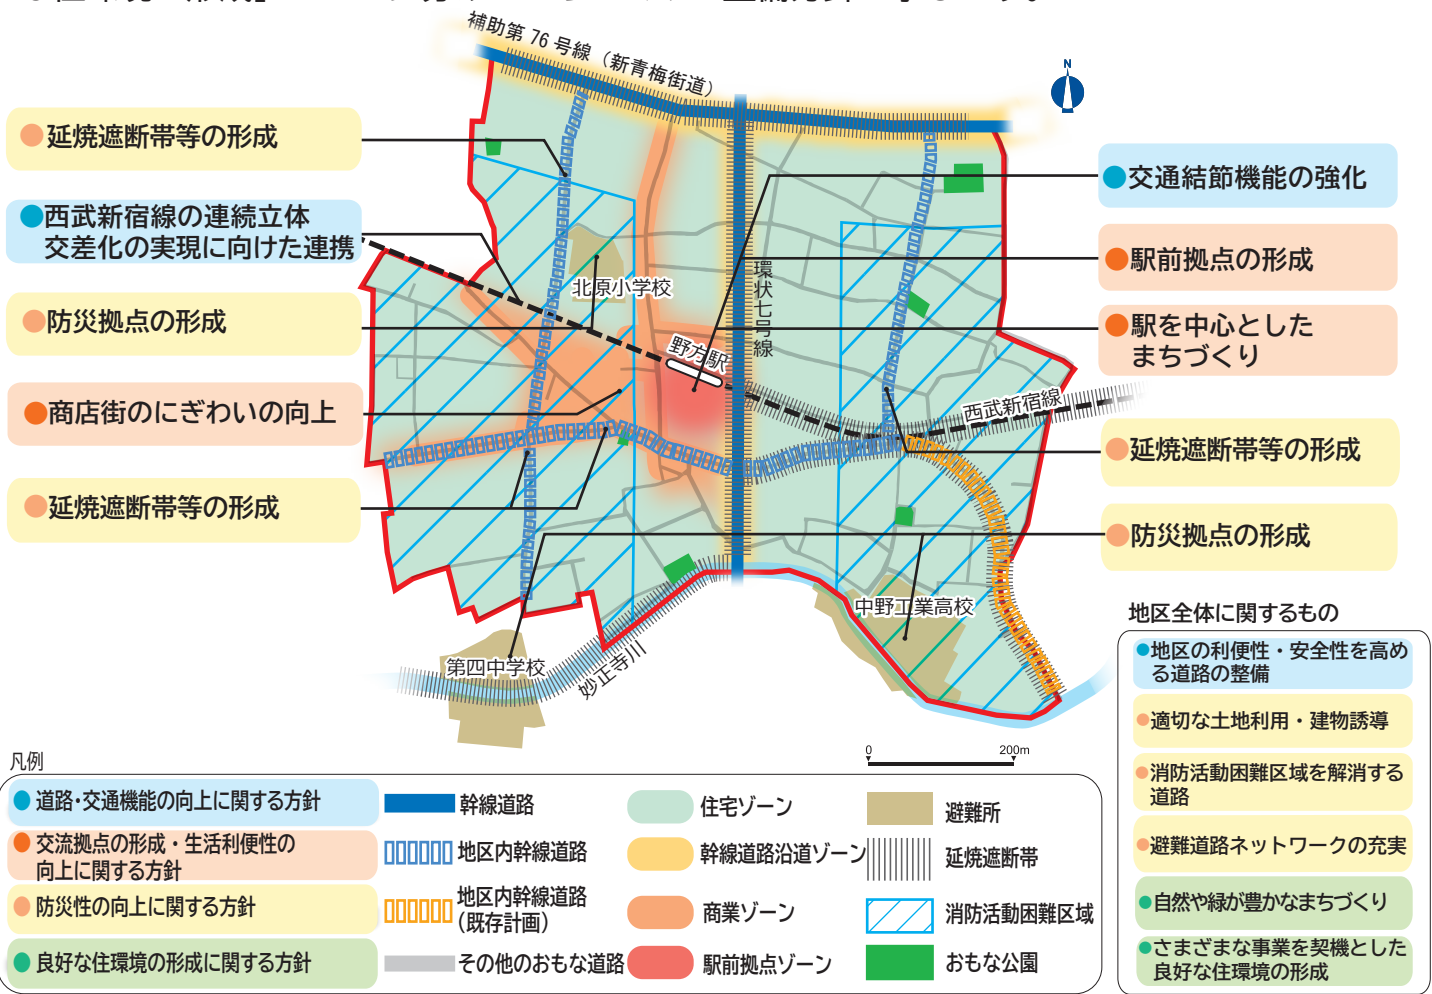 補助第 76 号線（新青梅街道）
N
●延焼遮断帯等の形成
●西武新宿線の連続立体
交差化の実現に向けた連携
●防災拠点の形成
●商店街のにぎわいの向上
●延焼遮断帯等の形成
●交通結節機能の強化
●駅前拠点の形成
●駅を中心とした
まちづくり
●延焼遮断帯等の形成
●防災拠点の形成
北原小学校
環状七号線
野方駅
西武新宿線
中野工業高校
第四中学校
妙正寺川
0 200m
地区全体に関するもの
●地区の利便性・安全性を高め
る道路の整備
●適切な土地利用・建物誘導
●消防活動困難区域を解消する
道路
●避難道路ネットワークの充実
●自然や緑が豊かなまちづくり
●さまざまな事業を契機とした
良好な住環境の形成
凡例
●道路・交通機能の向上に関する方針
●交流拠点の形成・生活利便性の
向上に関する方針
●防災性の向上に関する方針
●良好な住環境の形成に関する方針
幹線道路
地区内幹線道路
地区内幹線道路
(既存計画)
その他のおもな道路
住宅ゾーン
幹線道路沿道ゾーン
商業ゾーン
駅前拠点ゾーン
避難所
延焼遮断帯
消防活動困難区域
おもな公園